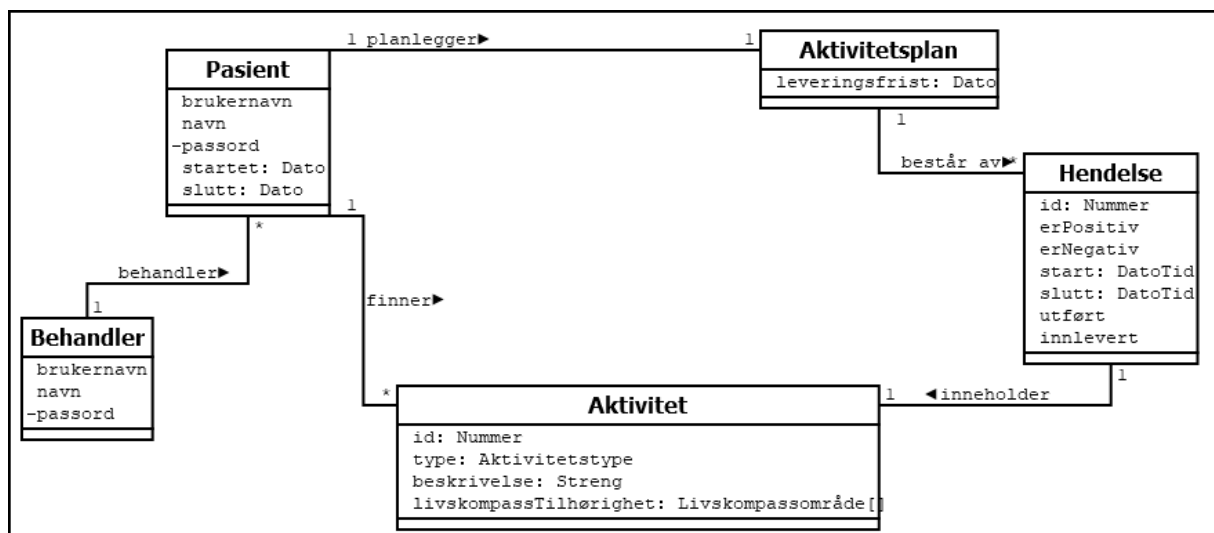 1 planlegger► 1
Pasient
brukernavn
navn
-passord
startet: Dato
slutt: Dato
Aktivitetsplan
leveringsfrist: Dato
1
består av► *
Hendelse
id: Nummer
erPositiv
erNegativ
start: DatoTid
slutt: DatoTid
utført
innlevert
*
behandler►
1
Behandler
brukernavn
navn
-passord
1
finner►
*
Aktivitet
id: Nummer
type: Aktivitetstype
beskrivelse: Streng
livskompassTilhørighet: Livskompassområde[]
1 ◄inneholder
1